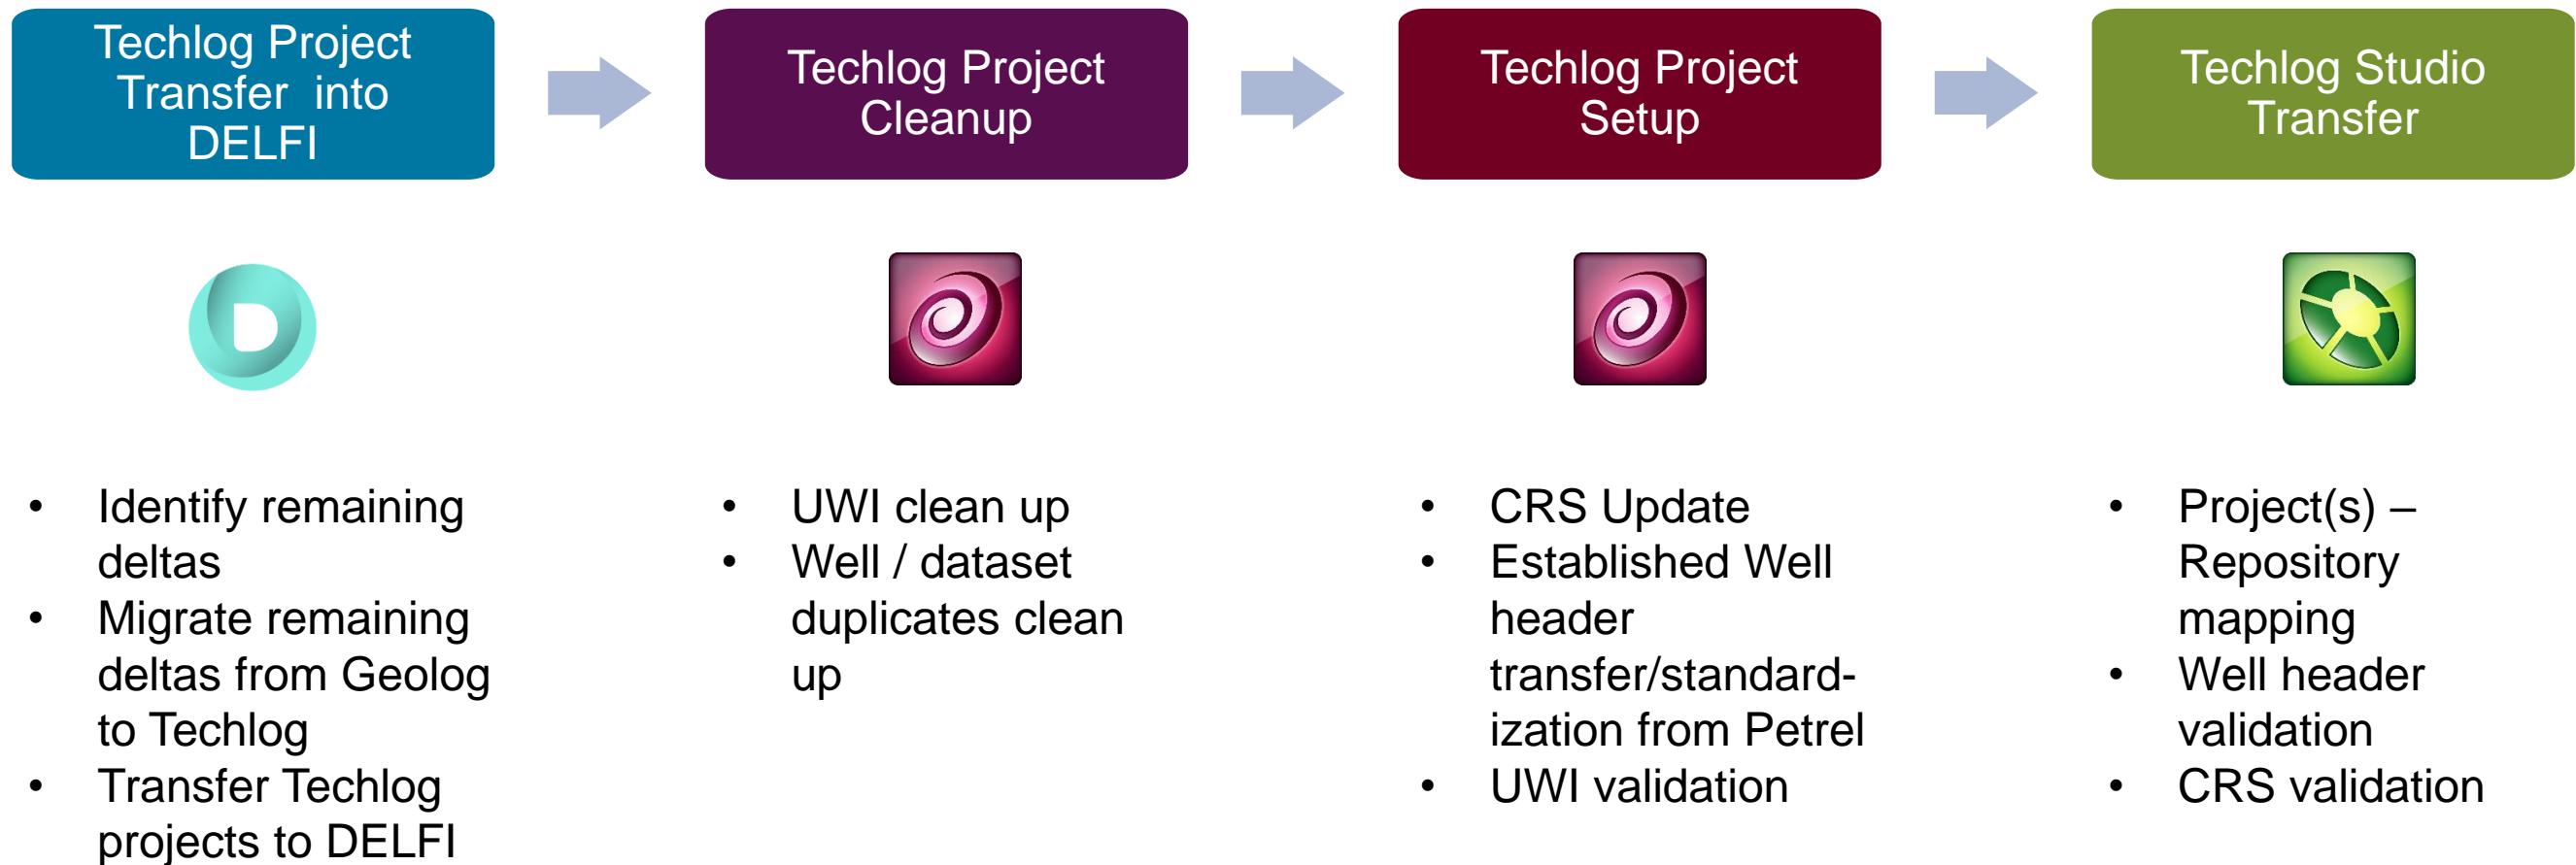 Techlog Project
Transfer into
DELFI
Techlog Project
Cleanup
Techlog Project
Setup
Techlog Studio
Transfer
• Identify remaining
deltas
• Migrate remaining
deltas from Geolog
to Techlog
• Transfer Techlog
projects to DELFI
• UWI clean up
• Well / dataset
duplicates clean
up
• CRS Update
• Established Well
header
transfer/standard-
ization from Petrel
• UWI validation
• Project(s) –
Repository
mapping
• Well header
validation
• CRS validation